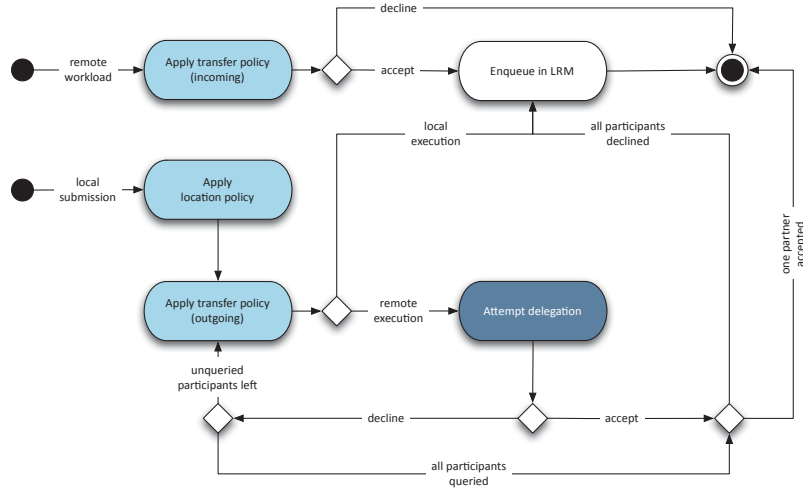 decline
remote
workload
Apply transfer policy
(incoming)
accept
Enqueue in LRM
local
execution
all participants
declined
local
submission
Apply
location policy
one partner
accepted
Apply transfer policy
(outgoing)
remote
execution
Attempt delegation
unqueried
participants left
decline
accept
all participants
queried